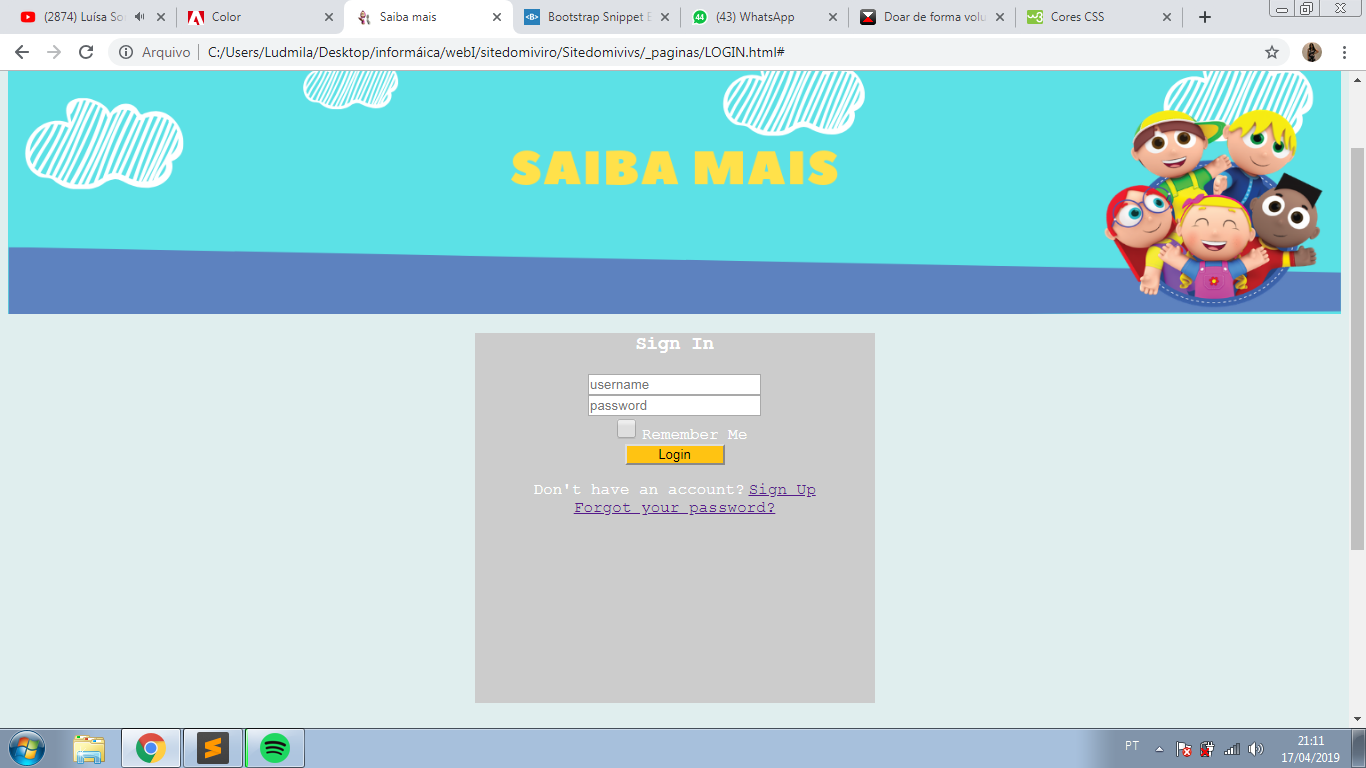 (2874) Luísa So
Color
Saiba mais
Bootstrap Snippet
44
(43) WhatsApp
Doar de forma volu
w3
Cores CSS
Arquivo
C:/Users/Ludmila/Desktop/informáica/webI/sitedomiviro/Sitedomivivs/_paginas/LOGIN.html#
SAIBA MAIS
Sign In
username
password
Remember Me
Login
Don't have an account? Sign Up
Forgot your password?
PT
21:11
17/04/2019